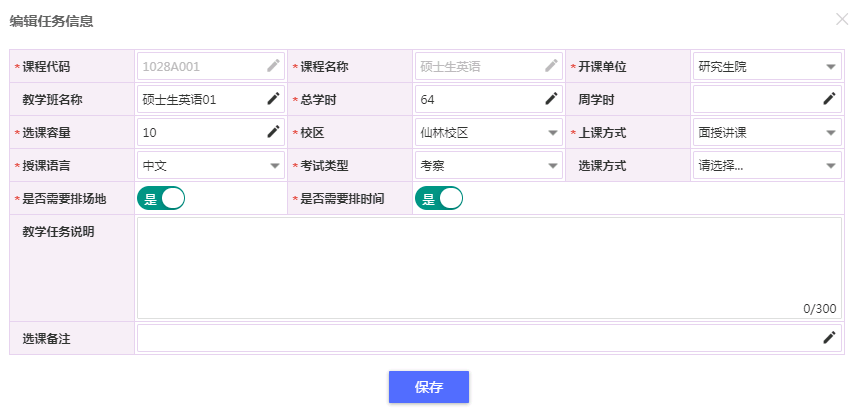 编辑任务信息
* 课程代码 1028A001 * 课程名称 硕士生英语 * 开课单位 研究生院
教学班名称 硕士生英语01 * 总学时 64 周学时
* 选课容量 10 * 校区 仙林校区 * 上课方式 面授讲课
* 授课语言 中文 * 考试类型 考察 选课方式 请选择...
* 是否需要排场地 是 * 是否需要排时间 是
教学任务说明
0/300
选课备注
保存